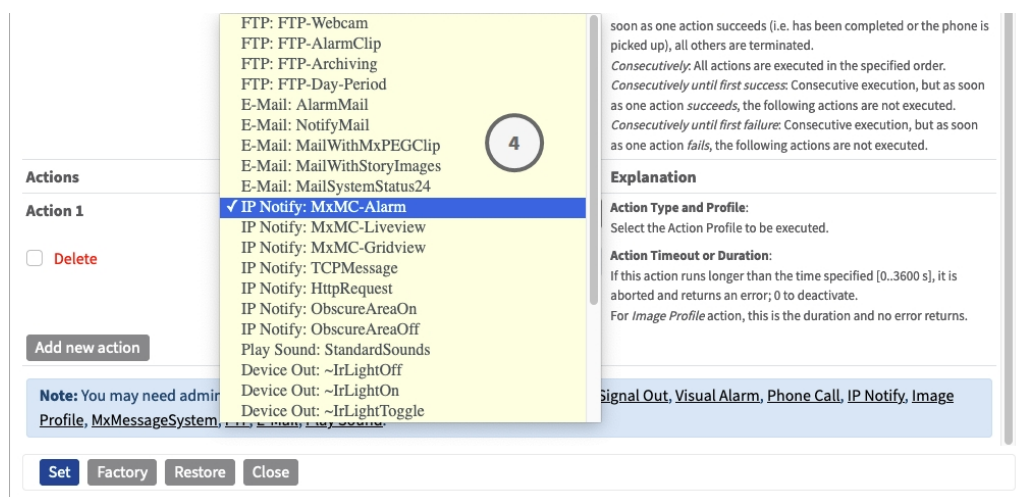 FTP: FTP-Webcam
FTP: FTP-AlarmClip
FTP: FTP-Archiving
FTP: FTP-Day-Period
E-Mail: AlarmMail
E-Mail: NotifyMail
E-Mail: MailWithMxPEGClip
E-Mail: MailWithStoryImages
E-Mail: MailSystemStatus24
✓ IP Notify: MxMC-Alarm
IP Notify: MxMC-Liveview
IP Notify: MxMC-Gridview
IP Notify: TCPMessage
IP Notify: HttpRequest
IP Notify: ObscureAreaOn
IP Notify: ObscureAreaOff
Play Sound: StandardSounds
Device Out: ~IrLightOff
Device Out: ~IrLightOn
Device Out: ~IrLightToggle
4
soon as one action succeeds (i.e. has been completed or the phone is
picked up), all others are terminated.
Consecutively: All actions are executed in the specified order.
Consecutively until first success: Consecutive execution, but as soon
as one action succeeds, the following actions are not executed.
Consecutively until first failure: Consecutive execution, but as soon
as one action fails, the following actions are not executed.
Actions
Explanation
Action 1
Delete
Action Type and Profile:
Select the Action Profile to be executed.
Action Timeout or Duration:
If this action runs longer than the time specified [0..3600 s], it is
aborted and returns an error; 0 to deactivate.
For Image Profile action, this is the duration and no error returns.
Add new action
Note: You may need admin Signal Out, Visual Alarm, Phone Call, IP Notify, Image
Profile, MxMessageSystem, FTP, E-Mail, Play Sound.
Set
Factory
Restore
Close